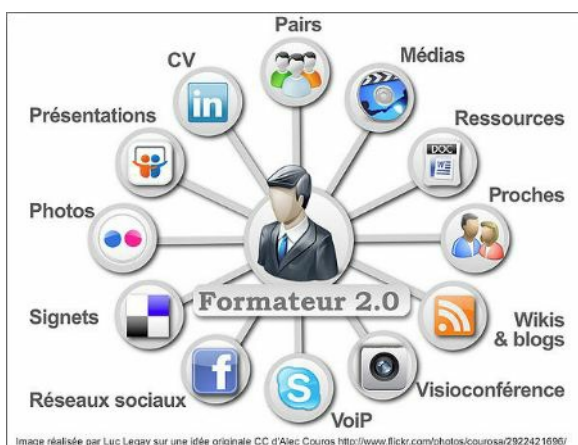 Pairs
CV
Médias
Présentations
in
Ressources
DOC
W
Photos
Proches
Formateur 2.0
Signets
Wikis
& blogs
f
S
Réseaux sociaux
Visioconférence
VoiP
Image réalisée par Luc Legay sur une idée originale CC d'Alec Couros http://www.flickr.com/photos/courosa/2922421696/